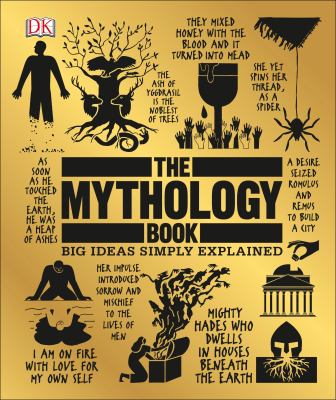 DK
THEY MIXED
HONEY WITH THE
BLOOD AND IT
TURNED INTO MEAD
THE
ASH OF
YGDRASIL
IS THE
NOBLEST
OF TREES
SHE YET
SPINS HER
THREAD,
AS A
SPIDER
AS
SOON AS
HE
TOUCHED
THE
EARTH,
HE WAS
A HEAP
OF ASHES
THE
MYTHOLOGY
BOOK
BIG IDEAS SIMPLY EXPLAINED
A DESIRE
SEIZED
ROMULUS
AND
REMUS
TO BUILD
A CITY
HER IMPULSE
INTRODUCED
SORROW AND
MISCHIEF
TO THE
LIVES OF
MEN
I AM ON FIRE
WITH LOVE FOR
MY OWN SELF
MIGHTY
HADES WHO
DWELLS
IN HOUSES
BENEATH
THE EARTH